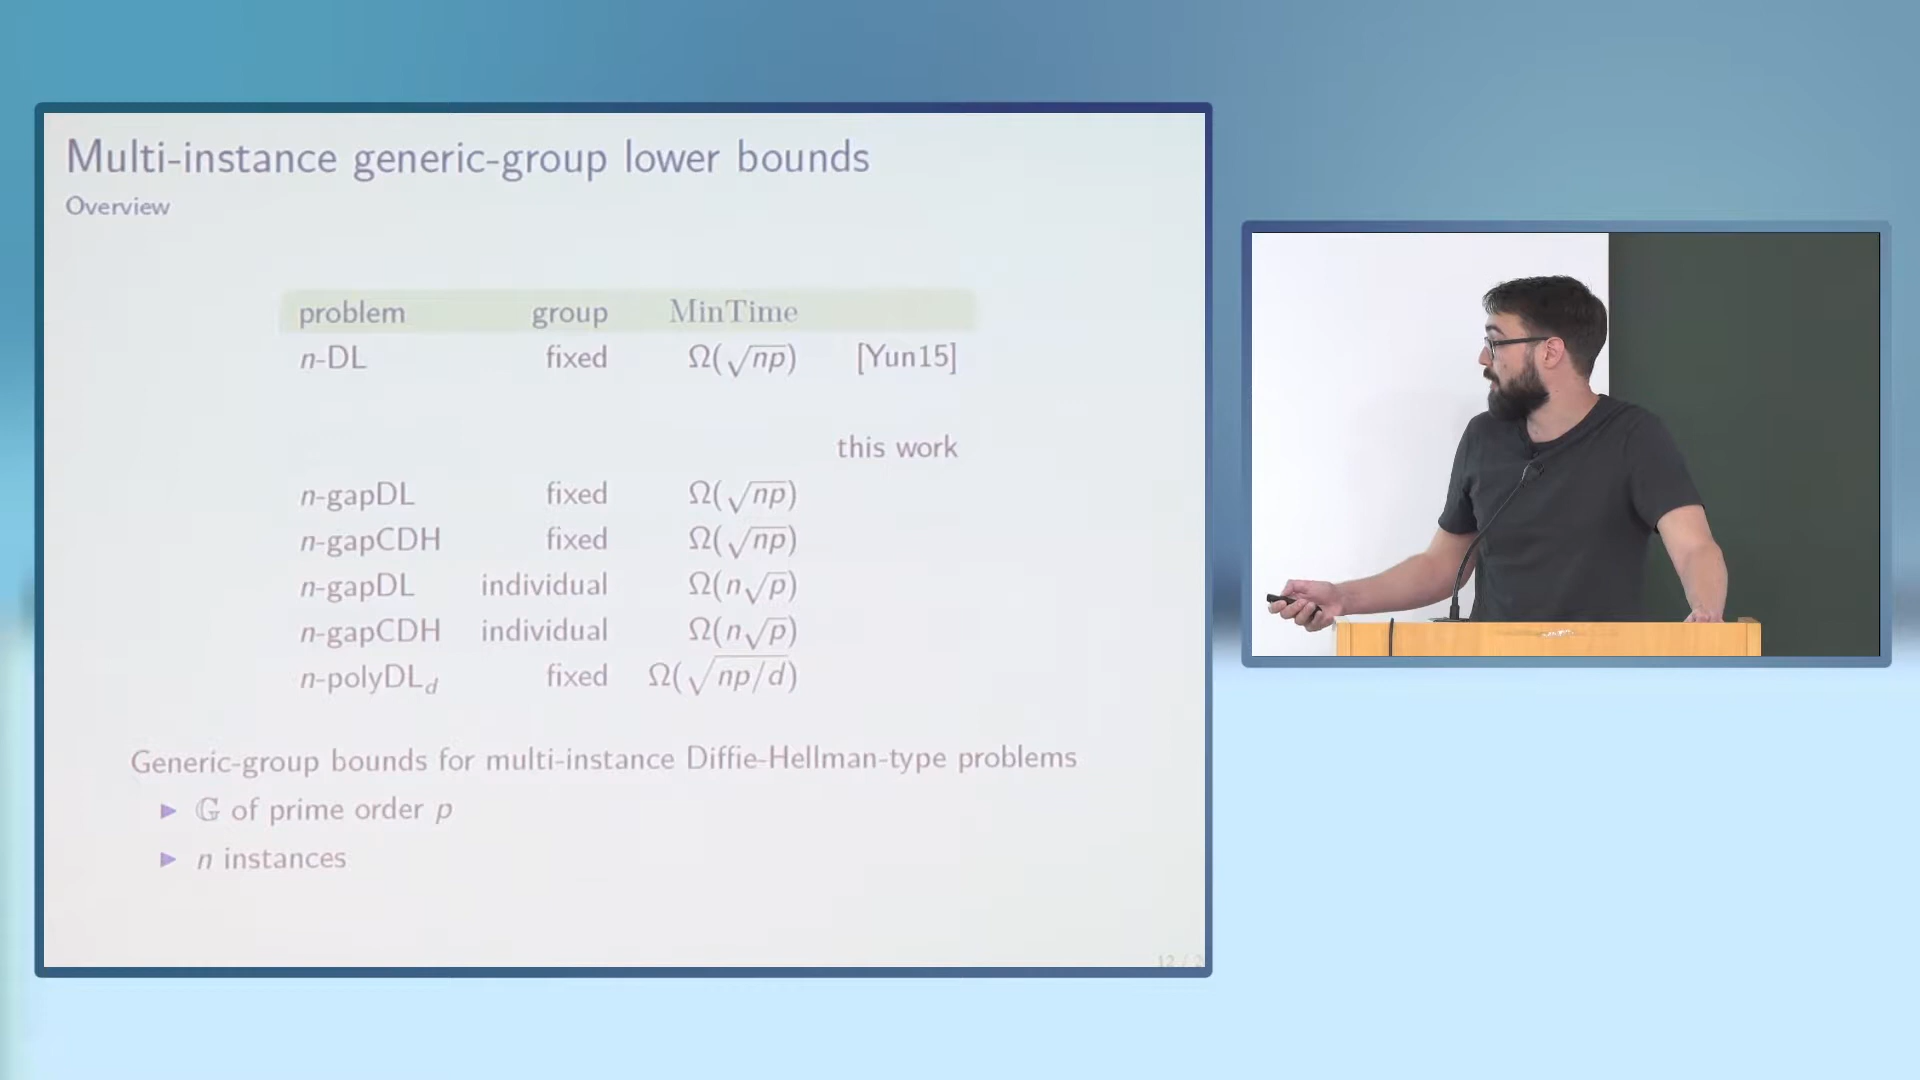 Multi-instance generic-group lower bounds
Overview
problem group MinTime
n-DL fixed Ω(√np) [Yun15]
this work
n-gapDL fixed Ω(√np)
n-gapCDH fixed Ω(√np)
n-gapDL individual Ω(n√p)
n-gapCDH individual Ω(n√p)
n-polyDL_d fixed Ω(√np/d)
Generic-group bounds for multi-instance Diffie-Hellman-type problems
▶ 𝔾 of prime order p
▶ n instances
12 /